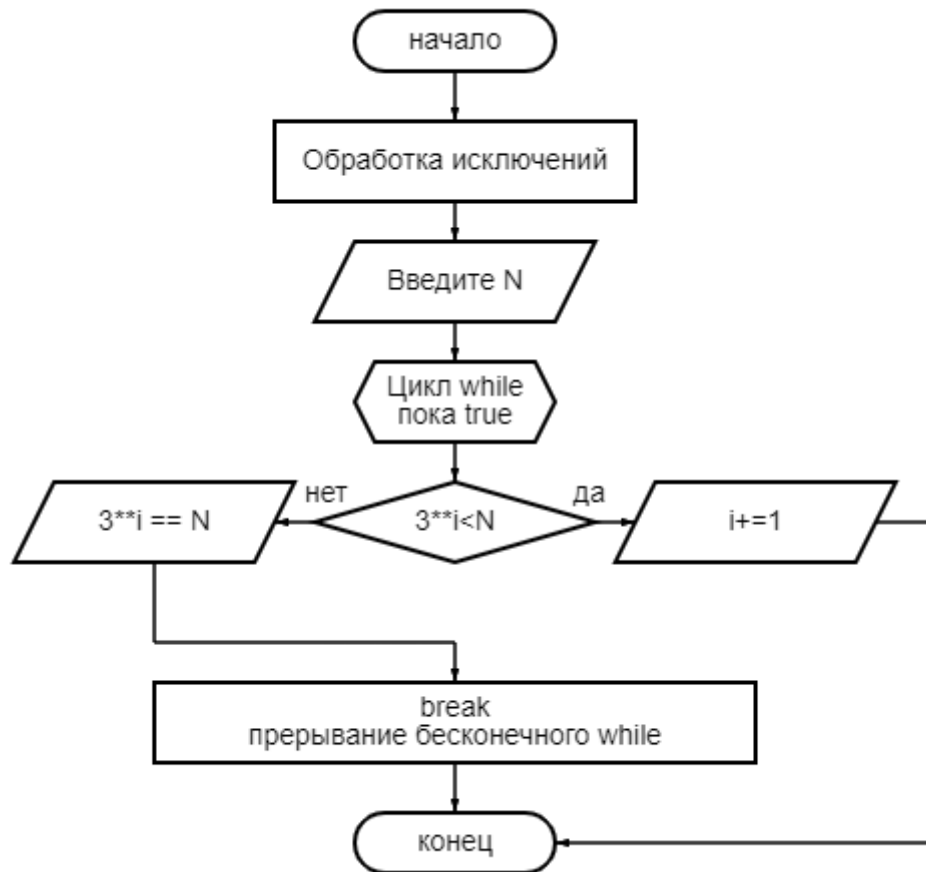 начало
Обработка исключений
Введите N
Цикл while
пока true
нет
да
3**i == N
3**i<N
i+=1
break
прерывание бесконечного while
конец